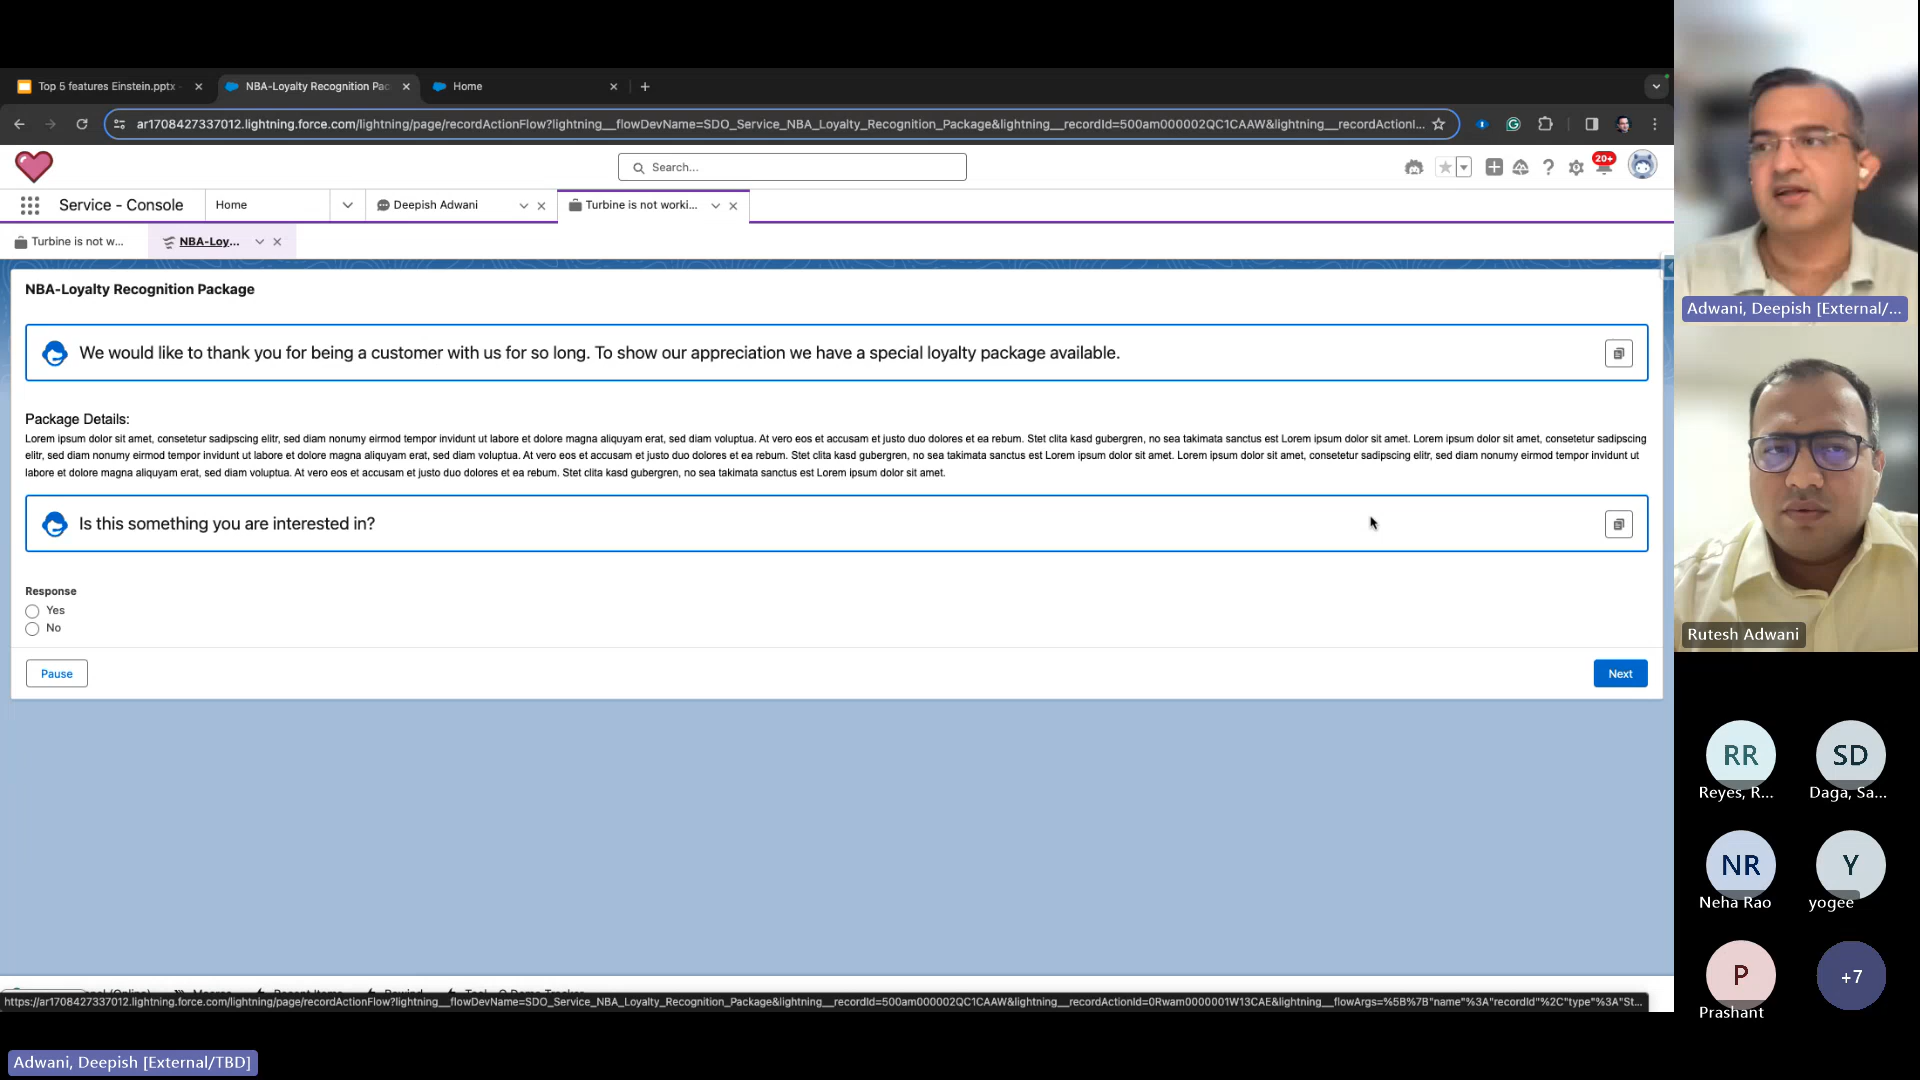 Top 5 features Einstein.pptx
NBA-Loyalty Recognition Pac
Home
ar1708427337012.lightning.force.com/lightning/page/recordActionFlow?lightning__flowDevName=SDO_Service_NBA_Loyalty_Recognition_Package&lightning__recordId=500am000002QC1CAAW&lightning__recordActionI...
Search...
20+
Service - Console
Home
Deepish Adwani
Turbine is not worki...
Turbine is not w...
NBA-Loy...
NBA-Loyalty Recognition Package
We would like to thank you for being a customer with us for so long. To show our appreciation we have a special loyalty package available.
Package Details:
Lorem ipsum dolor sit amet, consetetur sadipscing elitr, sed diam nonumy eirmod tempor invidunt ut labore et dolore magna aliquyam erat, sed diam voluptua. At vero eos et accusam et justo duo dolores et ea rebum. Stet clita kasd gubergren, no sea takimata sanctus est Lorem ipsum dolor sit amet. Lorem ipsum dolor sit amet, consetetur sadipscing
elitr, sed diam nonumy eirmod tempor invidunt ut labore et dolore magna aliquyam erat, sed diam voluptua. At vero eos et accusam et justo duo dolores et ea rebum. Stet clita kasd gubergren, no sea takimata sanctus est Lorem ipsum dolor sit amet. Lorem ipsum dolor sit amet, consetetur sadipscing elitr, sed diam nonumy eirmod tempor invidunt ut
labore et dolore magna aliquyam erat, sed diam voluptua. At vero eos et accusam et justo duo dolores et ea rebum. Stet clita kasd gubergren, no sea takimata sanctus est Lorem ipsum dolor sit amet.
Is this something you are interested in?
Response
Yes
No
Pause
Next
https://ar1708427337012.lightning.force.com/lightning/page/recordActionFlow?lightning__flowDevName=SDO_Service_NBA_Loyalty_Recognition_Package&lightning__recordId=500am000002QC1CAAW&lightning__recordActionId=0Rwam0000001W13CAE&lightning__flowArgs=%5B%7B"name"%3A"recordId"%2C"type"%3A"St...
Adwani, Deepish [External/TBD]
Adwani, Deepish [External/...
Rutesh Adwani
RR
Reyes, R...
SD
Daga, Sa...
NR
Neha Rao
Y
yogee
P
Prashant
+7